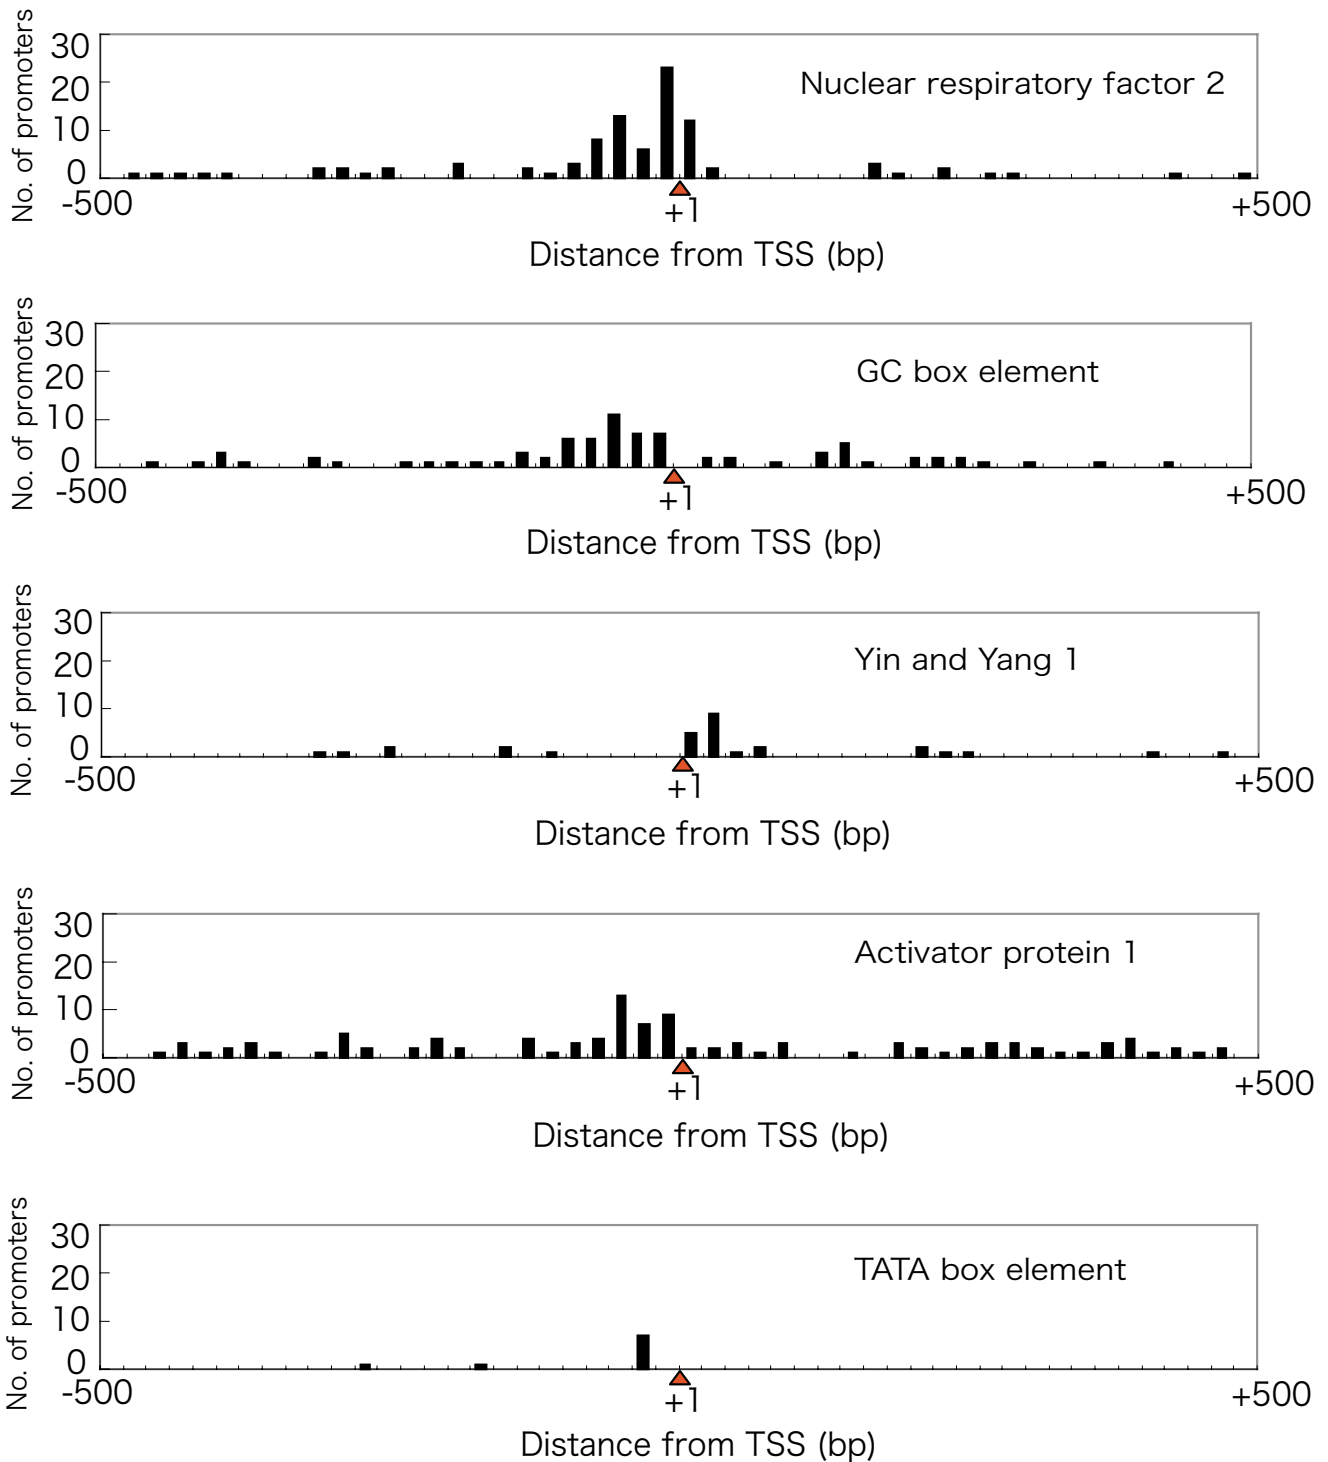 No. of promoters
30
20
10
0
Nuclear respiratory factor 2
-500
+1
+500
Distance from TSS (bp)
No. of promoters
30
20
10
0
GC box element
-500
+1
+500
Distance from TSS (bp)
No. of promoters
30
20
10
0
Yin and Yang 1
-500
+1
+500
Distance from TSS (bp)
No. of promoters
30
20
10
0
Activator protein 1
-500
+1
+500
Distance from TSS (bp)
No. of promoters
30
20
10
0
TATA box element
-500
+1
+500
Distance from TSS (bp)